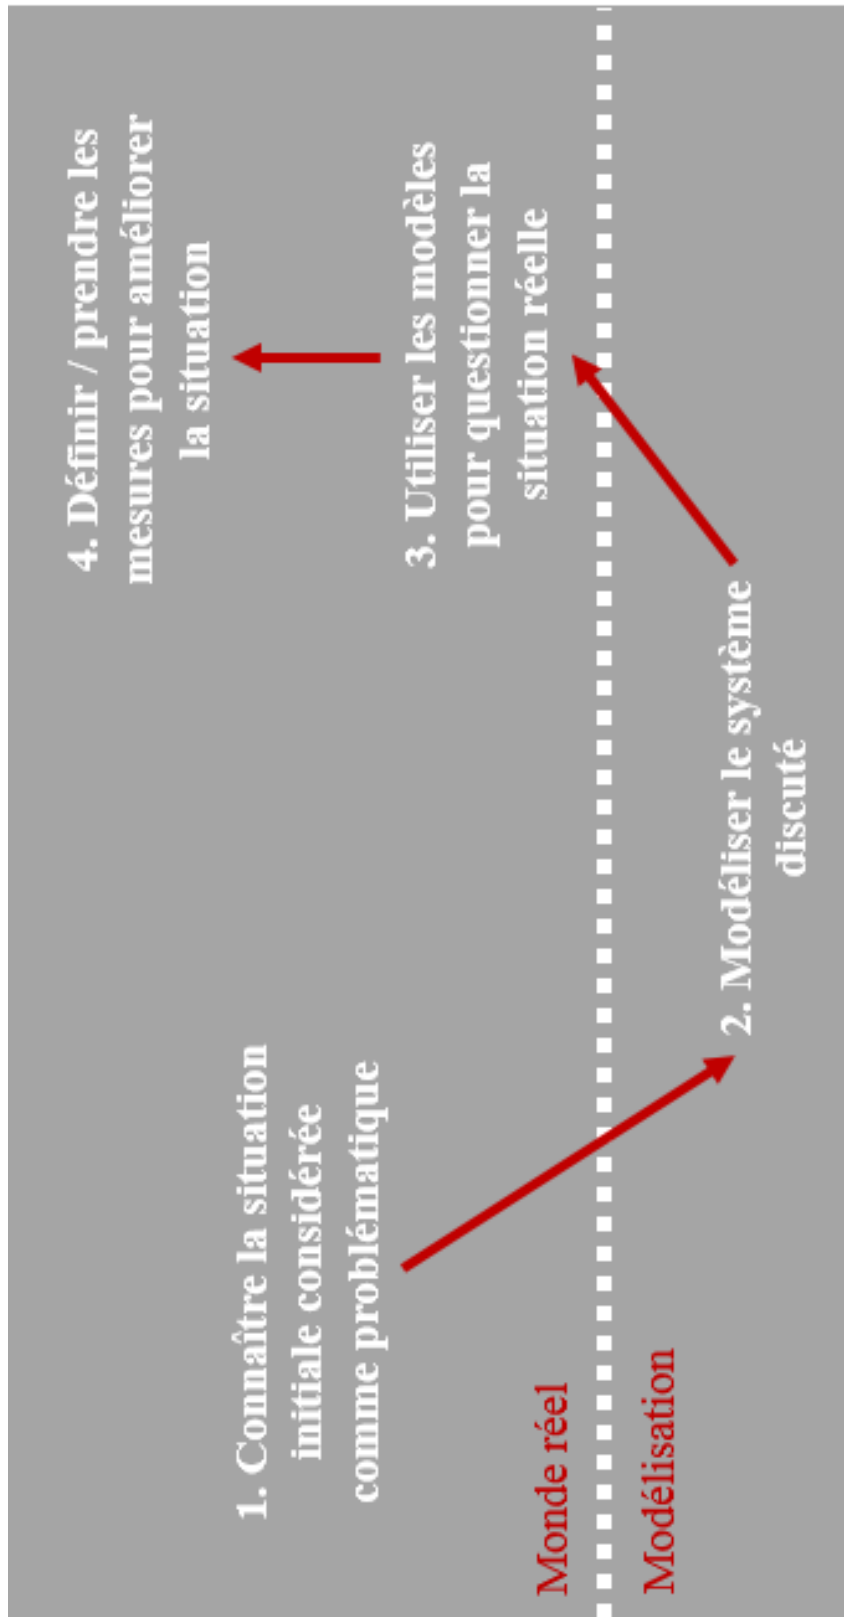 1. Connaître la situation
initiale considérée
comme problématique
2. Modéliser le système
discuté
3. Utiliser les modèles
pour questionner la
situation réelle
4. Définir / prendre les
mesures pour améliorer
la situation
Monde réel
Modélisation